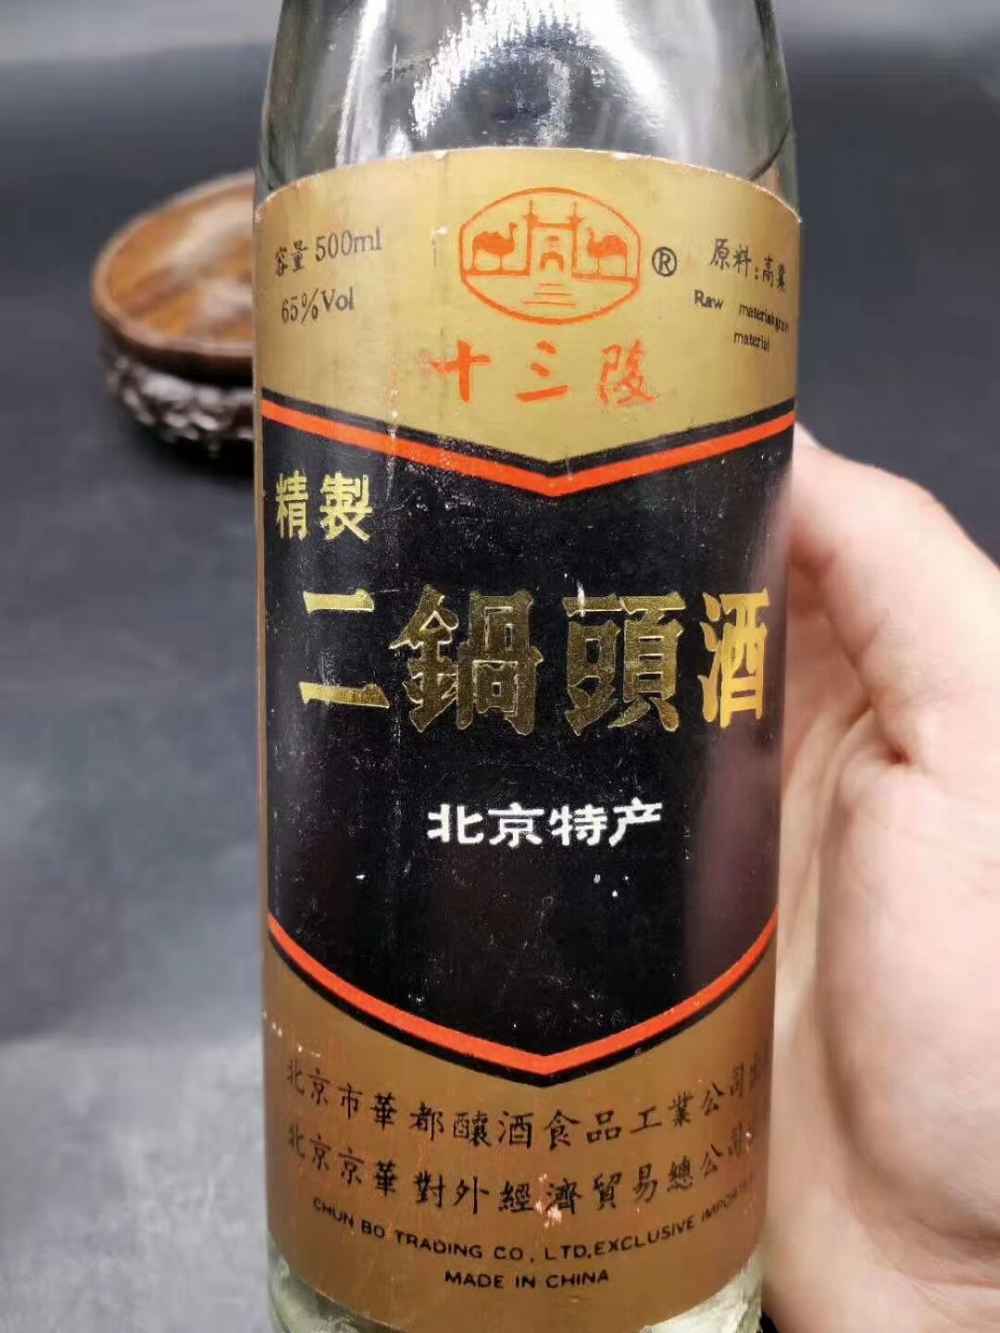 容量 500ml
65%Vol
®
原料:高粱
Raw material
material
十三陵
精製
二鍋頭酒
北京特产
北京市華都釀酒食品工業公司
北京京華對外經濟貿易總公司
CHUN BO TRADING CO., LTD, EXCLUSIVE
MADE IN CHINA